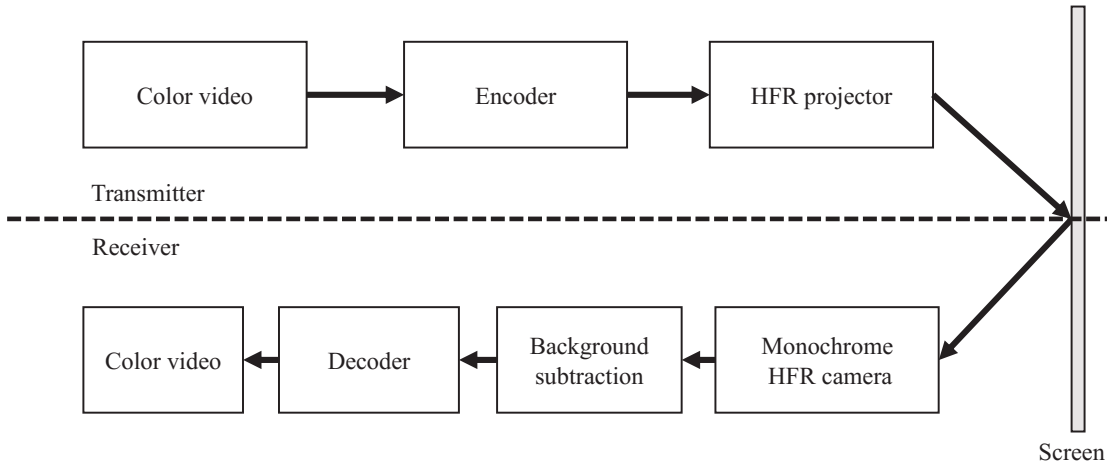 Color video
Encoder
HFR projector
Transmitter
Receiver
Color video
Decoder
Background
subtraction
Monochrome
HFR camera
Screen